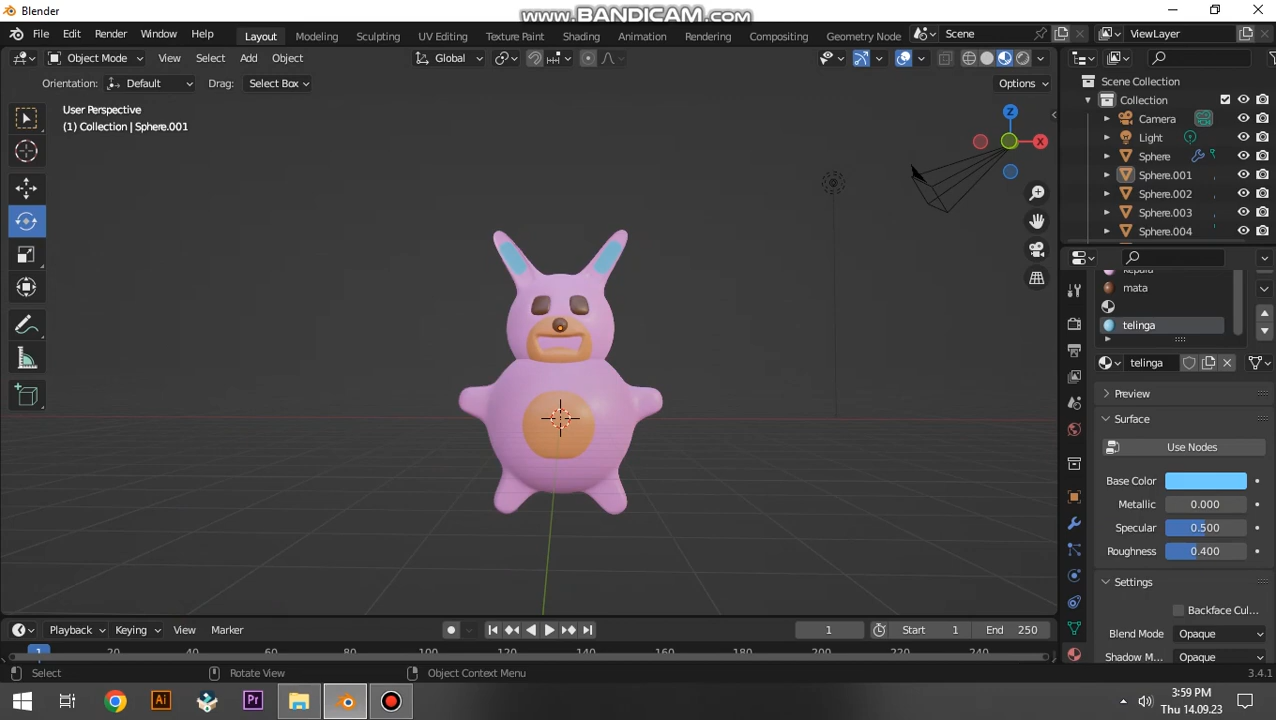 Blender
www.BANDICAM.com
File Edit Render Window Help
Layout Modeling Sculpting UV Editing Texture Paint Shading Animation Rendering Compositing Geometry Node
Scene
ViewLayer
Object Mode View Select Add Object
Global
Orientation: Default Drag: Select Box
Options
User Perspective
(1) Collection | Sphere.001
Z
X
Scene Collection
Collection
Camera
Light
Sphere
Sphere.001
Sphere.002
Sphere.003
Sphere.004
kepala
mata
telinga
telinga
Preview
Surface
Use Nodes
Base Color
Metallic 0.000
Specular 0.500
Roughness 0.400
Settings
Backface Cul...
Blend Mode Opaque
Shadow M... Opaque
Playback Keying View Marker
1
Start 1
End 250
1 20 40 60 80 100 120 140 160 180 200 220 240
Select Rotate View Object Context Menu
3.4.1
Ai Pr
3:59 PM
Thu 14.09.23